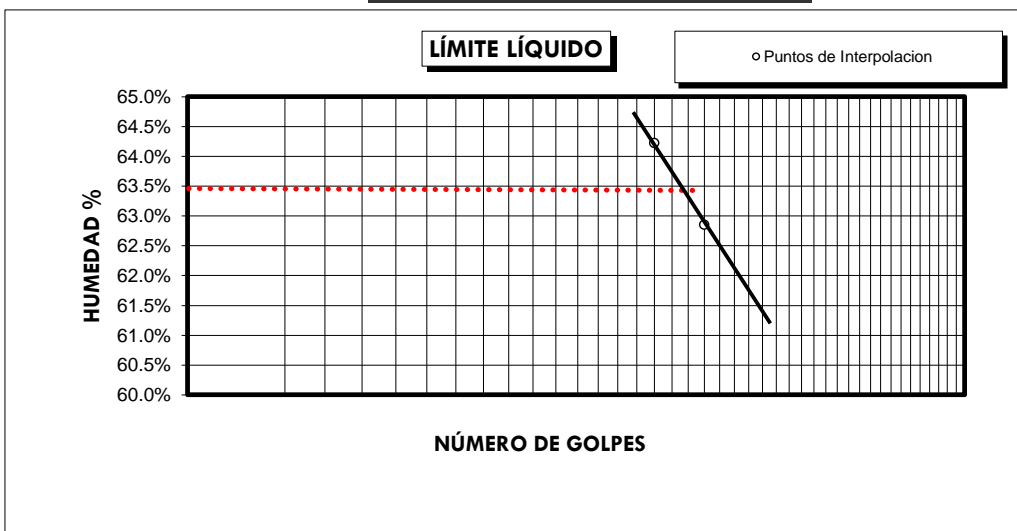 LÍMITE LÍQUIDO
Puntos de Interpolacion
65.0%
64.5%
64.0%
63.5%
63.0%
62.5%
62.0%
61.5%
61.0%
60.5%
60.0%
HUMEDAD %
NÚMERO DE GOLPES